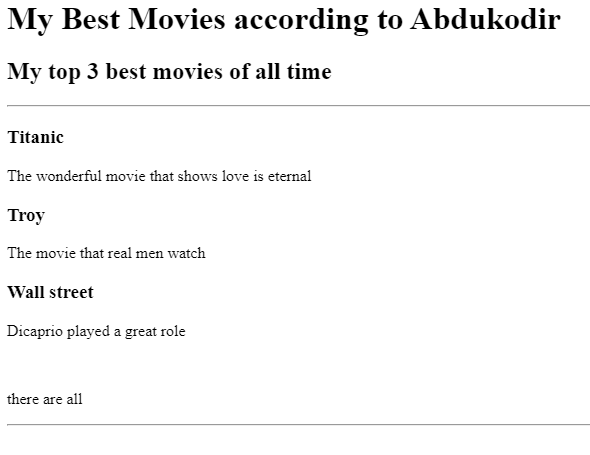 My Best Movies according to Abdukodir
My top 3 best movies of all time
Titanic
The wonderful movie that shows love is eternal
Troy
The movie that real men watch
Wall street
Dicaprio played a great role
there are all